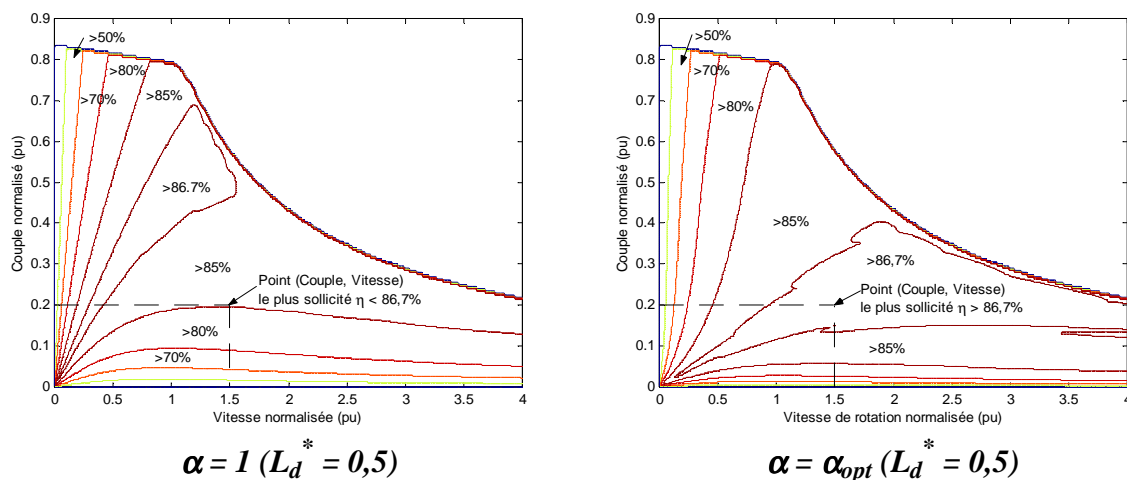 0.9
0.8
0.7
0.6
0.5
0.4
0.3
0.2
0.1
0
Couple normalisé (pu)
>50%
>80%
>70%
>85%
>86.7%
>85%
Point (Couple, Vitesse)
le plus sollicité η < 86,7%
>80%
>70%
0 0.5 1 1.5 2 2.5 3 3.5 4
Vitesse normalisée (pu)
α = 1 (Ld* = 0,5)
0.9
0.8
0.7
0.6
0.5
0.4
0.3
0.2
0.1
0
Couple normalisé (pu)
>50%
>70%
>80%
>85%
>86,7%
Point (Couple, Vitesse)
le plus sollicité η > 86,7%
>85%
0 0.5 1 1.5 2 2.5 3 3.5 4
Vitesse de rotation normalisée (pu)
α = αopt (Ld* = 0,5)